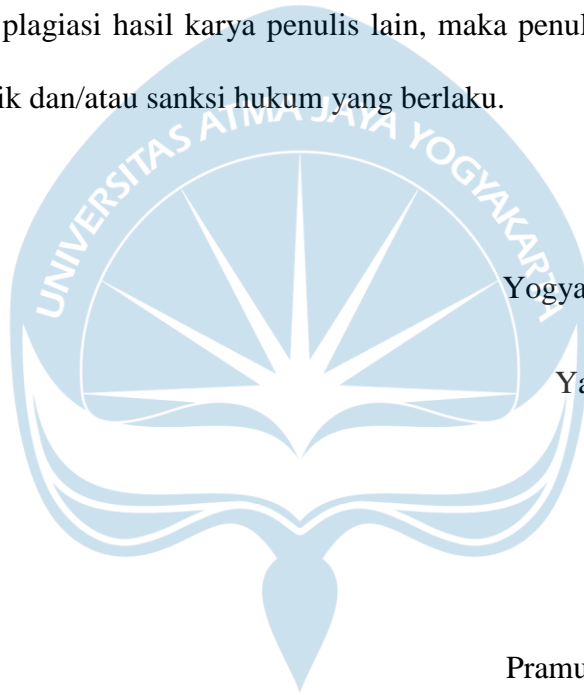 plagiasi hasil karya penulis lain, maka penul
ik dan/atau sanksi hukum yang berlaku.
UNIVERSITAS ATMA JAYA YOGYAKARTA
Yogya
Ya
Pramu